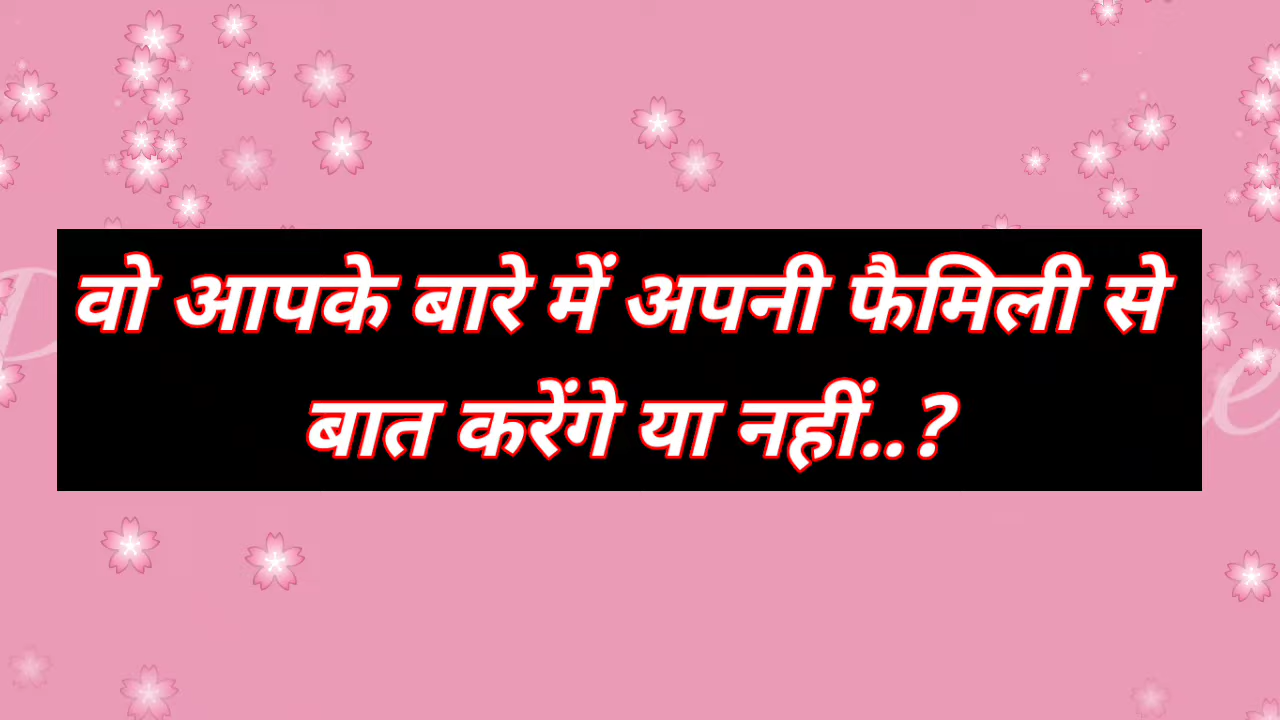 वो आपके बारे में अपनी फैमिली से
बात करेंगे या नहीं..?